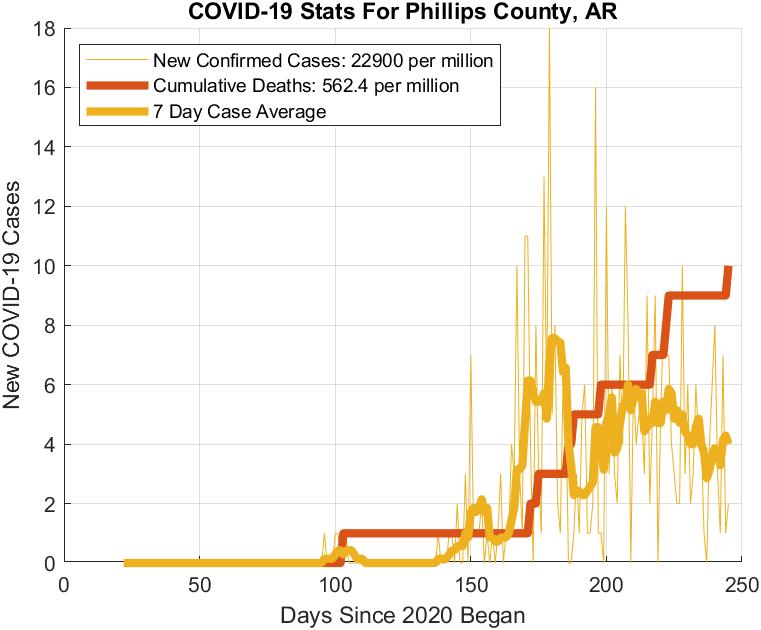 COVID-19 Stats For Phillips County, AR
New Confirmed Cases: 22900 per million
Cumulative Deaths: 562.4 per million
7 Day Case Average
New COVID-19 Cases
18
16
14
12
10
8
6
4
2
0
0 50 100 150 200 250
Days Since 2020 Began